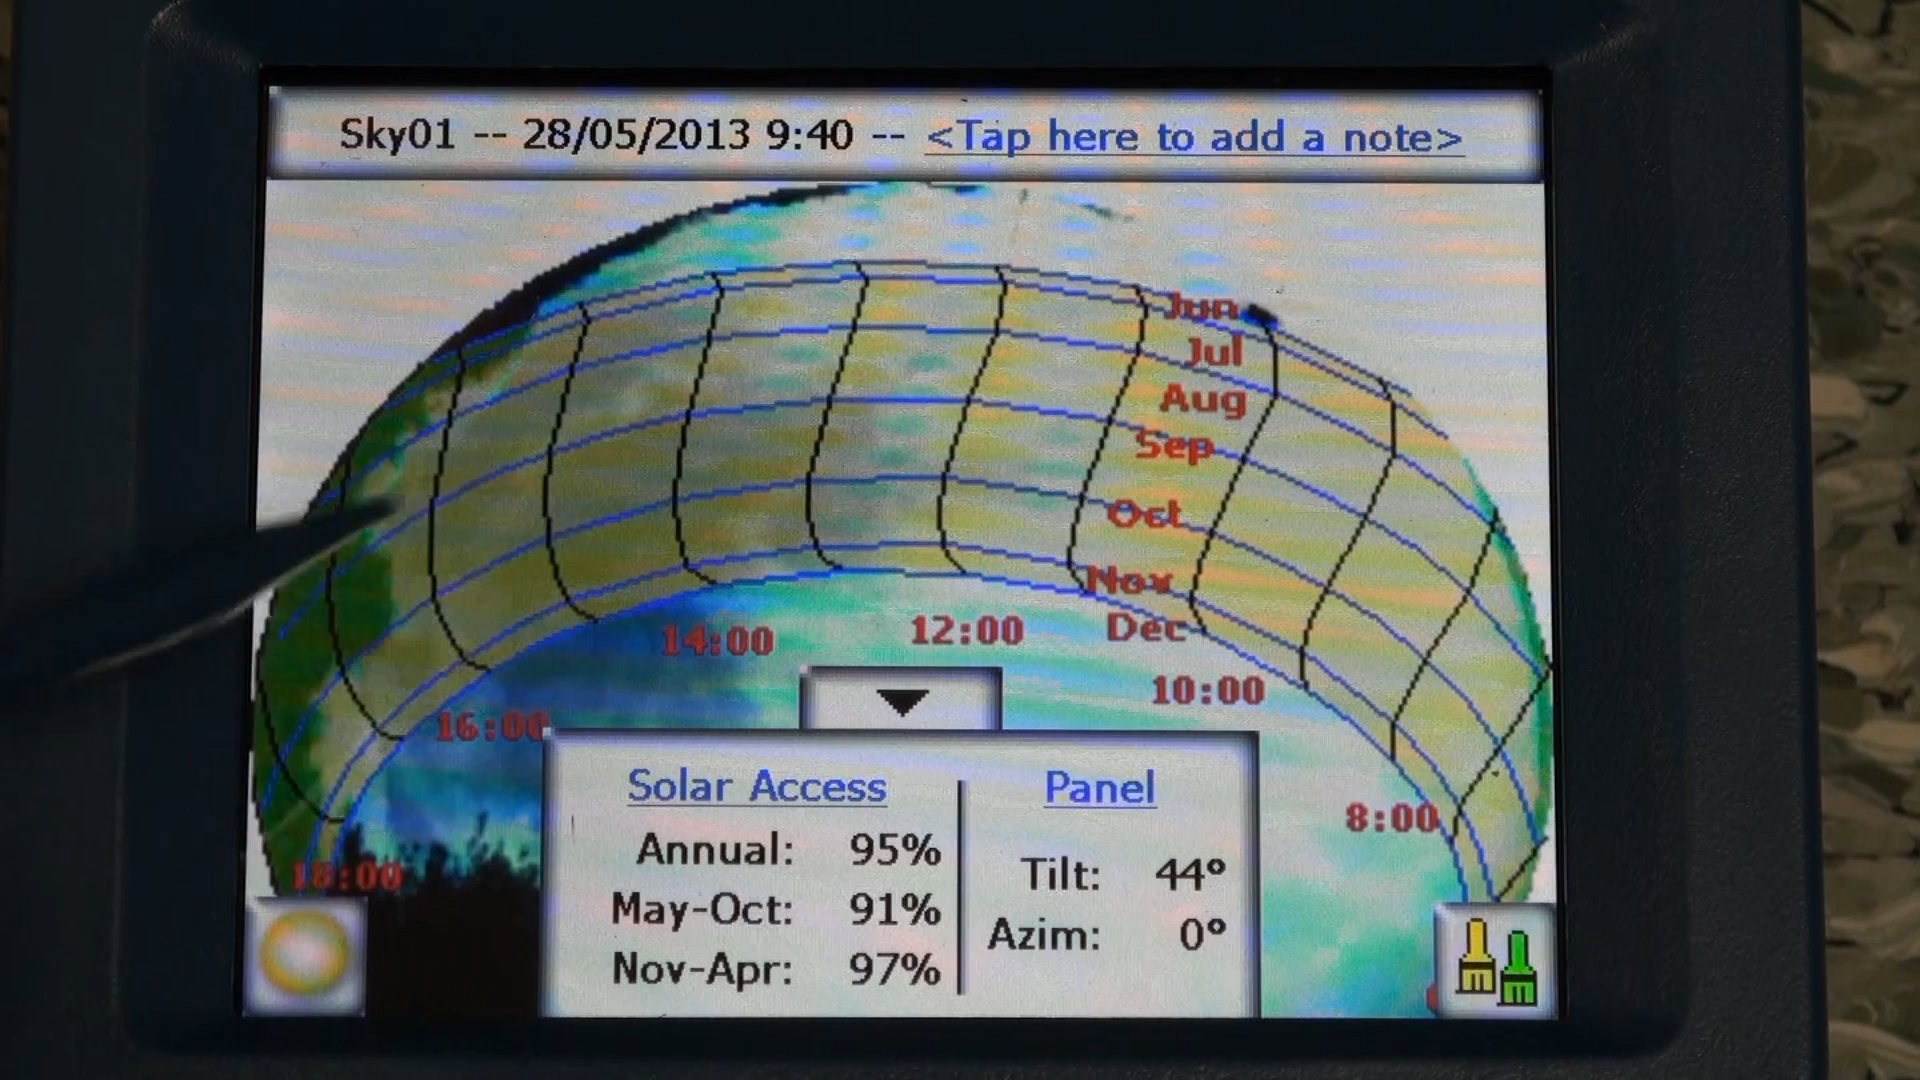 Sky01 -- 28/05/2013 9:40 -- <Tap here to add a note>
Jun
Jul
Aug
Sep
Oct
Nov
Dec
14:00
12:00
10:00
16:00
8:00
18:00
Solar Access
Annual: 95%
May-Oct: 91%
Nov-Apr: 97%
Panel
Tilt: 44°
Azim: 0°